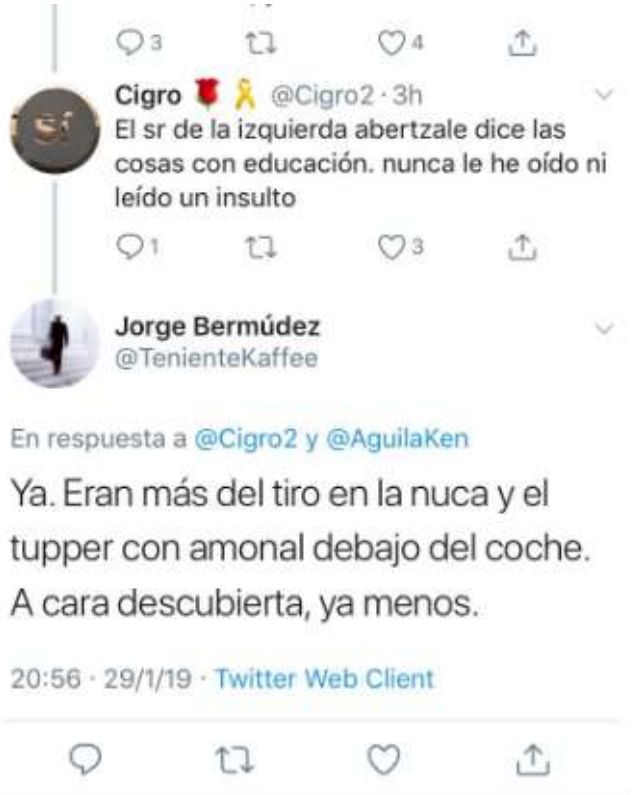 3 4
Cigro @Cigro2 · 3h
Sí
El sr de la izquierda abertzale dice las
cosas con educación. nunca le he oído ni
leído un insulto
1 3
Jorge Bermúdez
@TenienteKaffee
En respuesta a @Cigro2 y @AguilaKen
Ya. Eran más del tiro en la nuca y el
tupper con amonal debajo del coche.
A cara descubierta, ya menos.
20:56 · 29/1/19 · Twitter Web Client